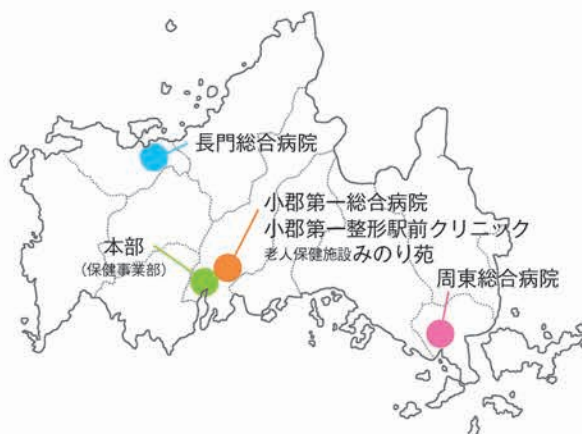 長門総合病院
小郡第一総合病院
小郡第一整形駅前クリニック
老人保健施設みのり苑
本部
（保健事業部）
周東総合病院